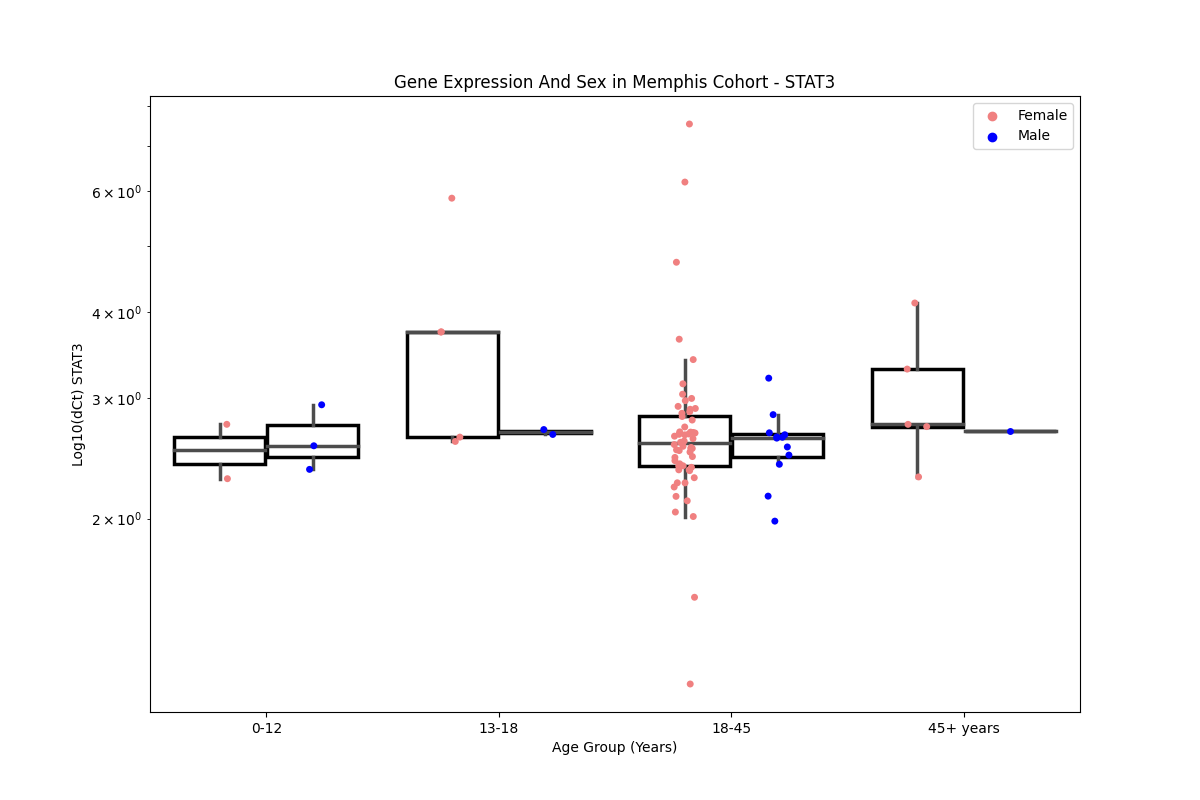 Gene Expression And Sex in Memphis Cohort - STAT3
Female
Male
6 × 10⁰
4 × 10⁰
3 × 10⁰
2 × 10⁰
Log10(dCt) STAT3
0-12
13-18
18-45
45+ years
Age Group (Years)